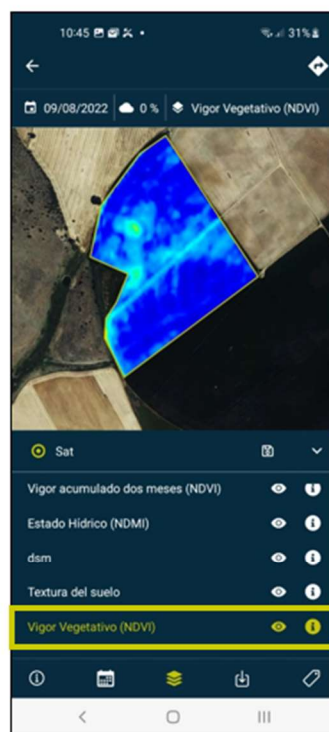 10:45
31%
09/08/2022 0 % Vigor Vegetativo (NDVI)
Sat
Vigor acumulado dos meses (NDVI)
Estado Hídrico (NDMI)
dsm
Textura del suelo
Vigor Vegetativo (NDVI)